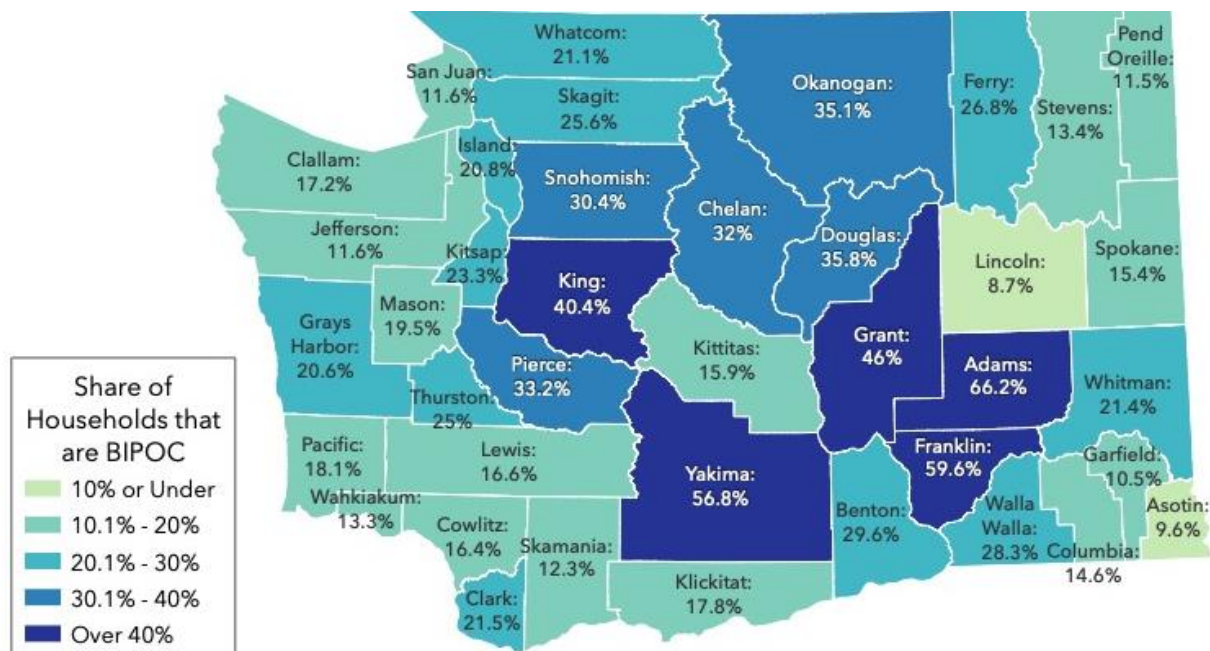 Whatcom:
21.1%
San Juan:
11.6%
Skagit:
25.6%
Okanogan:
35.1%
Ferry:
26.8%
Stevens:
13.4%
Pend
Oreille:
11.5%
Clallam:
17.2%
Island:
20.8%
Snohomish:
30.4%
Chelan:
32%
Douglas:
35.8%
Jefferson:
11.6%
Kitsap:
23.3%
King:
40.4%
Lincoln:
8.7%
Spokane:
15.4%
Mason:
19.5%
Grays
Harbor:
20.6%
Pierce:
33.2%
Kittitas:
15.9%
Grant:
46%
Adams:
66.2%
Whitman:
21.4%
Thurston:
25%
Pacific:
18.1%
Lewis:
16.6%
Yakima:
56.8%
Franklin:
59.6%
Garfield:
10.5%
Wahkiakum:
13.3%
Cowlitz:
16.4%
Skamania:
12.3%
Benton:
29.6%
Walla
Walla:
28.3%
Columbia:
14.6%
Asotin:
9.6%
Clark:
21.5%
Klickitat:
17.8%
Share of
Households that
are BIPOC
10% or Under
10.1% - 20%
20.1% - 30%
30.1% - 40%
Over 40%